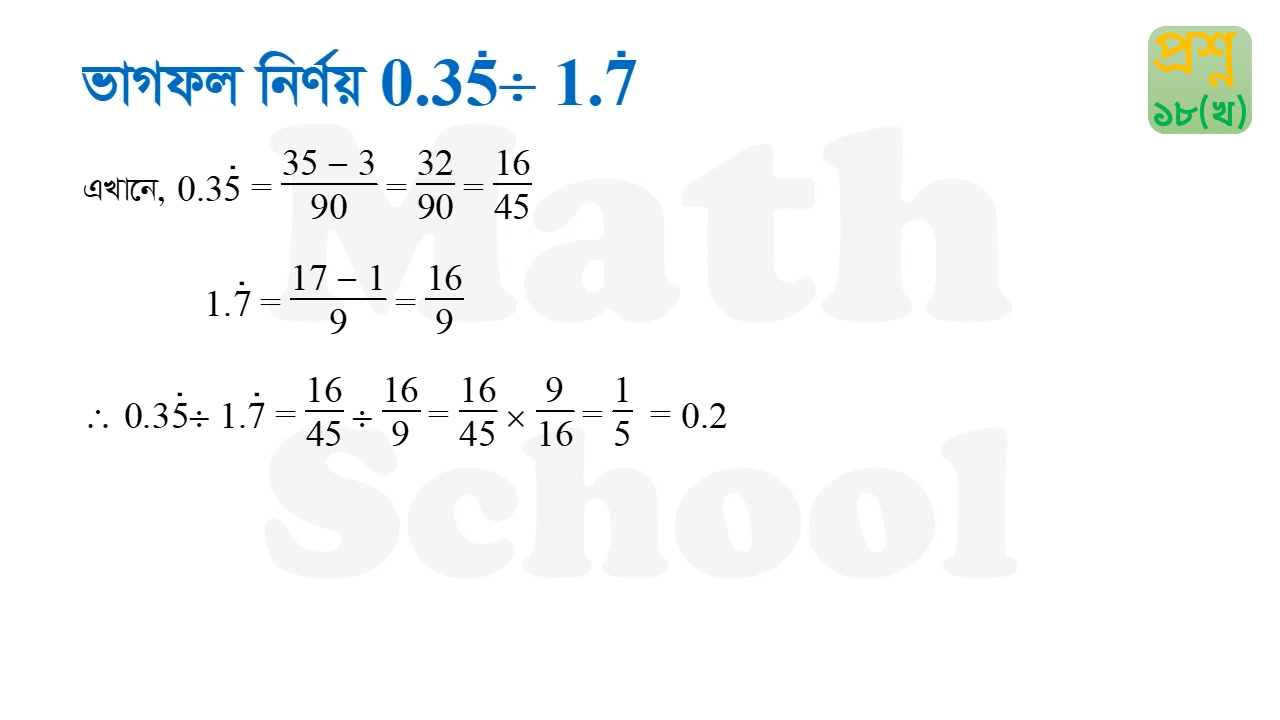 ভাগফল নির্ণয় 0.35̇÷ 1.7̇
প্রশ্ন
১৮(খ)
এখানে, 0.35̇ = (35 − 3)/90 = 32/90 = 16/45
1.7̇ = (17 − 1)/9 = 16/9
∴ 0.35̇÷ 1.7̇ = 16/45 ÷ 16/9 = 16/45 × 9/16 = 1/5 = 0.2
Math
School